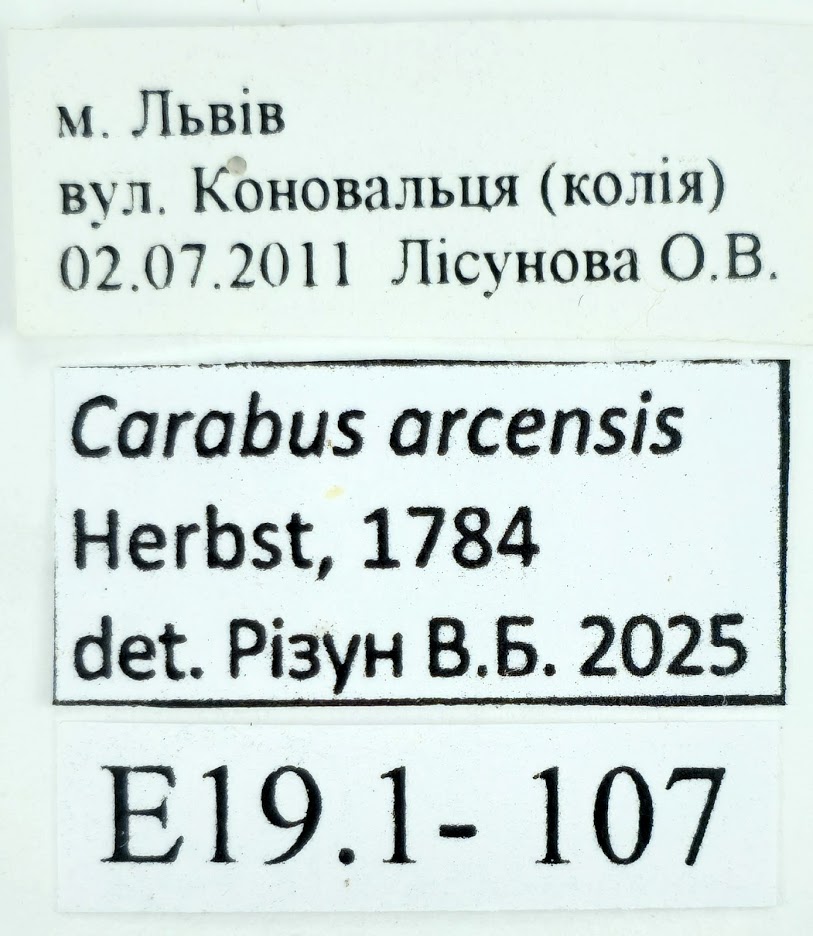 м. Львів
вул. Коновальця (колія)
02.07.2011 Лісунова О.В.
Carabus arcensis
Herbst, 1784
det. Різун В.Б. 2025
E19.1- 107